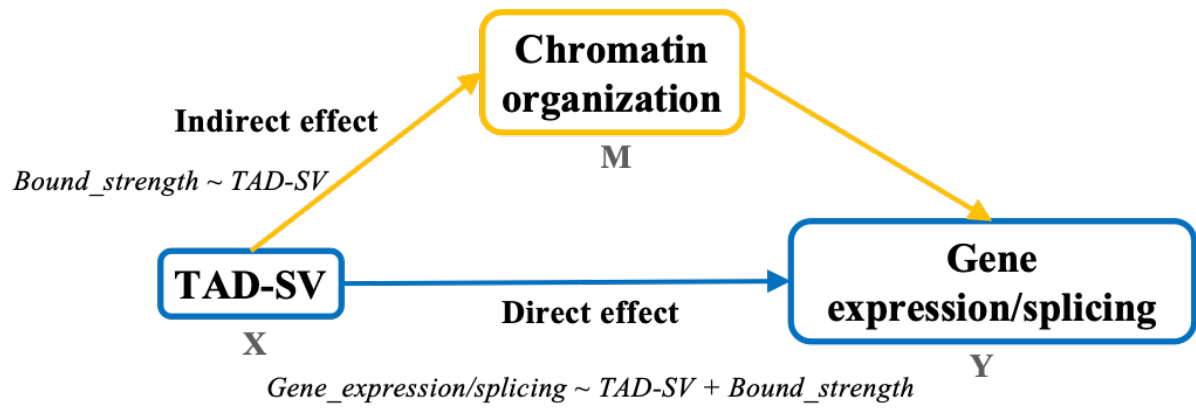 Chromatin
organization
M
Indirect effect
Bound_strength ~ TAD-SV
TAD-SV
X
Direct effect
Gene
expression/splicing
Y
Gene_expression/splicing ~ TAD-SV + Bound_strength